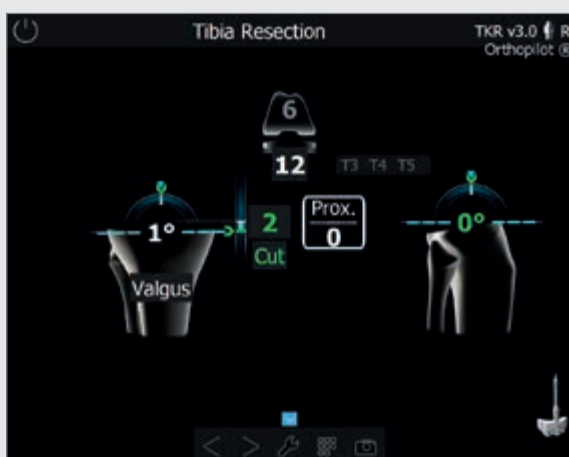 Tibia Resection
TKR v3.0 R
Orthopilot ®
6
12
T3 T4 T5
Prox.
0
2
Cut
1°
Valgus
0°